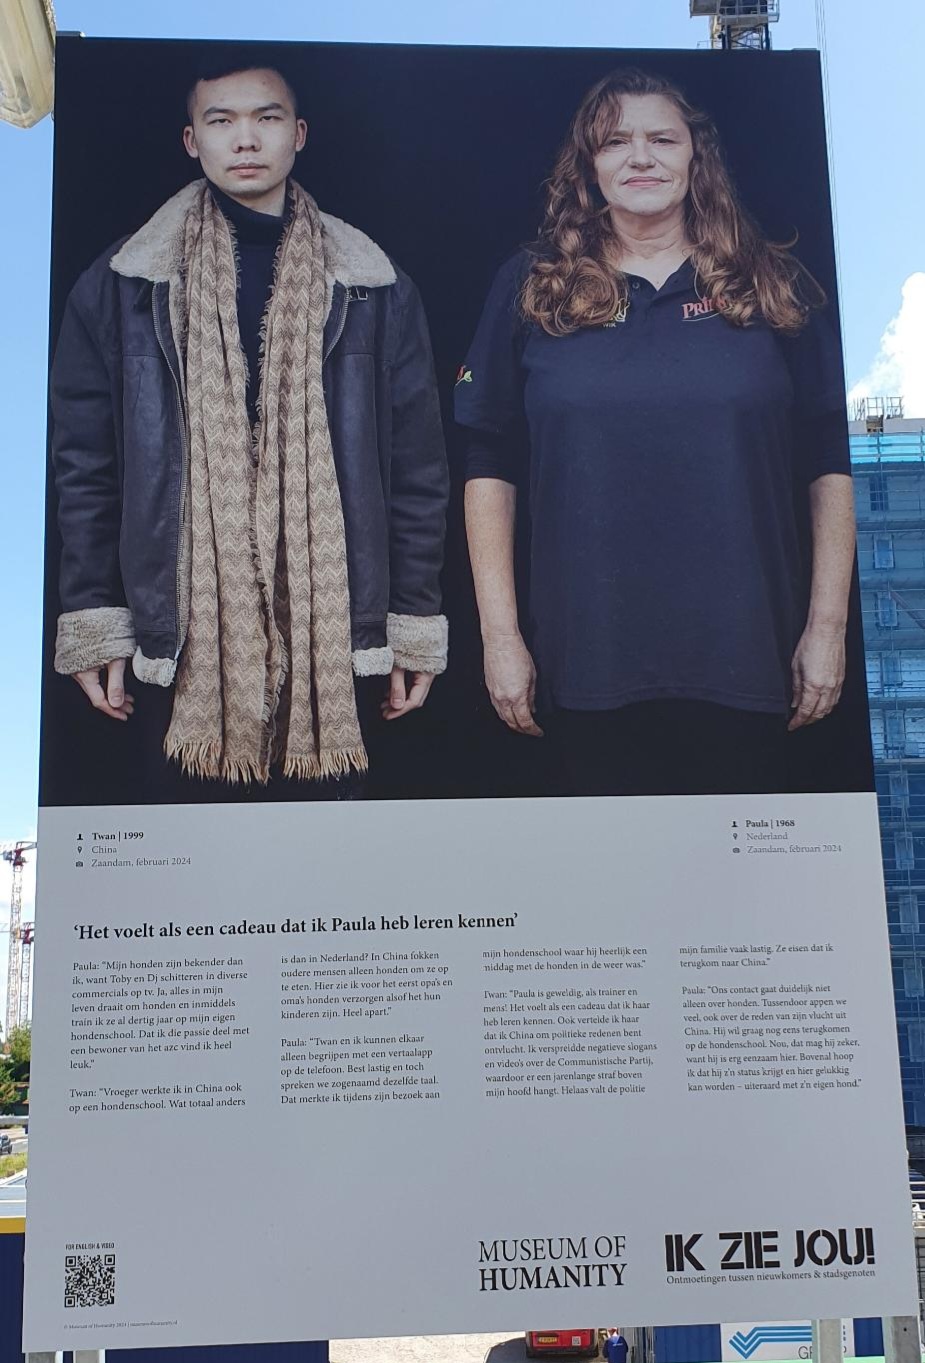 PRINS
Twan | 1999
China
Zaandam, februari 2024
Paula | 1968
Nederland
Zaandam, februari 2024
‘Het voelt als een cadeau dat ik Paula heb leren kennen’
Paula: “Mijn honden zijn bekender dan
ik, want Toby en Dj schitteren in diverse
commercials op tv. Ja, alles in mijn
leven draait om honden en inmiddels
train ik ze al dertig jaar op mijn eigen
hondenschool. Dat ik die passie deel met
een bewoner van het azc vind ik heel
leuk.”
Twan: “Vroeger werkte ik in China ook
op een hondenschool. Wat totaal anders
is dan in Nederland? In China fokken
oudere mensen alleen honden om ze op
te eten. Hier zie ik voor het eerst opa’s en
oma’s honden verzorgen alsof het hun
kinderen zijn. Heel apart.”
Paula: “Twan en ik kunnen elkaar
alleen begrijpen met een vertaalapp
op de telefoon. Best lastig en toch
spreken we zogenaamd dezelfde taal.
Dat merkte ik tijdens zijn bezoek aan
mijn hondenschool waar hij heerlijk een
middag met de honden in de weer was.”
Twan: “Paula is geweldig, als trainer en
mens! Het voelt als een cadeau dat ik haar
heb leren kennen. Ook vertelde ik haar
dat ik China om politieke redenen bent
ontvlucht. Ik verspreidde negatieve slogans
en video’s over de Communistische Partij,
waardoor er een jarenlange straf boven
mijn hoofd hangt. Helaas valt de politie
mijn familie vaak lastig. Ze eisen dat ik
terugkom naar China.”
Paula: “Ons contact gaat duidelijk niet
alleen over honden. Tussendoor appen we
veel, ook over de reden van zijn vlucht uit
China. Hij wil graag nog eens terugkomen
op de hondenschool. Nou, dat mag hij zeker,
want hij is erg eenzaam hier. Bovenal hoop
ik dat hij z’n status krijgt en hier gelukkig
kan worden – uiteraard met z’n eigen hond.”
FOR ENGLISH & VIDEO
MUSEUM OF
HUMANITY
IK ZIE JOU!
Ontmoetingen tussen nieuwkomers & stadsgenoten
© Museum of Humanity 2024 | museumofhumanity.nl